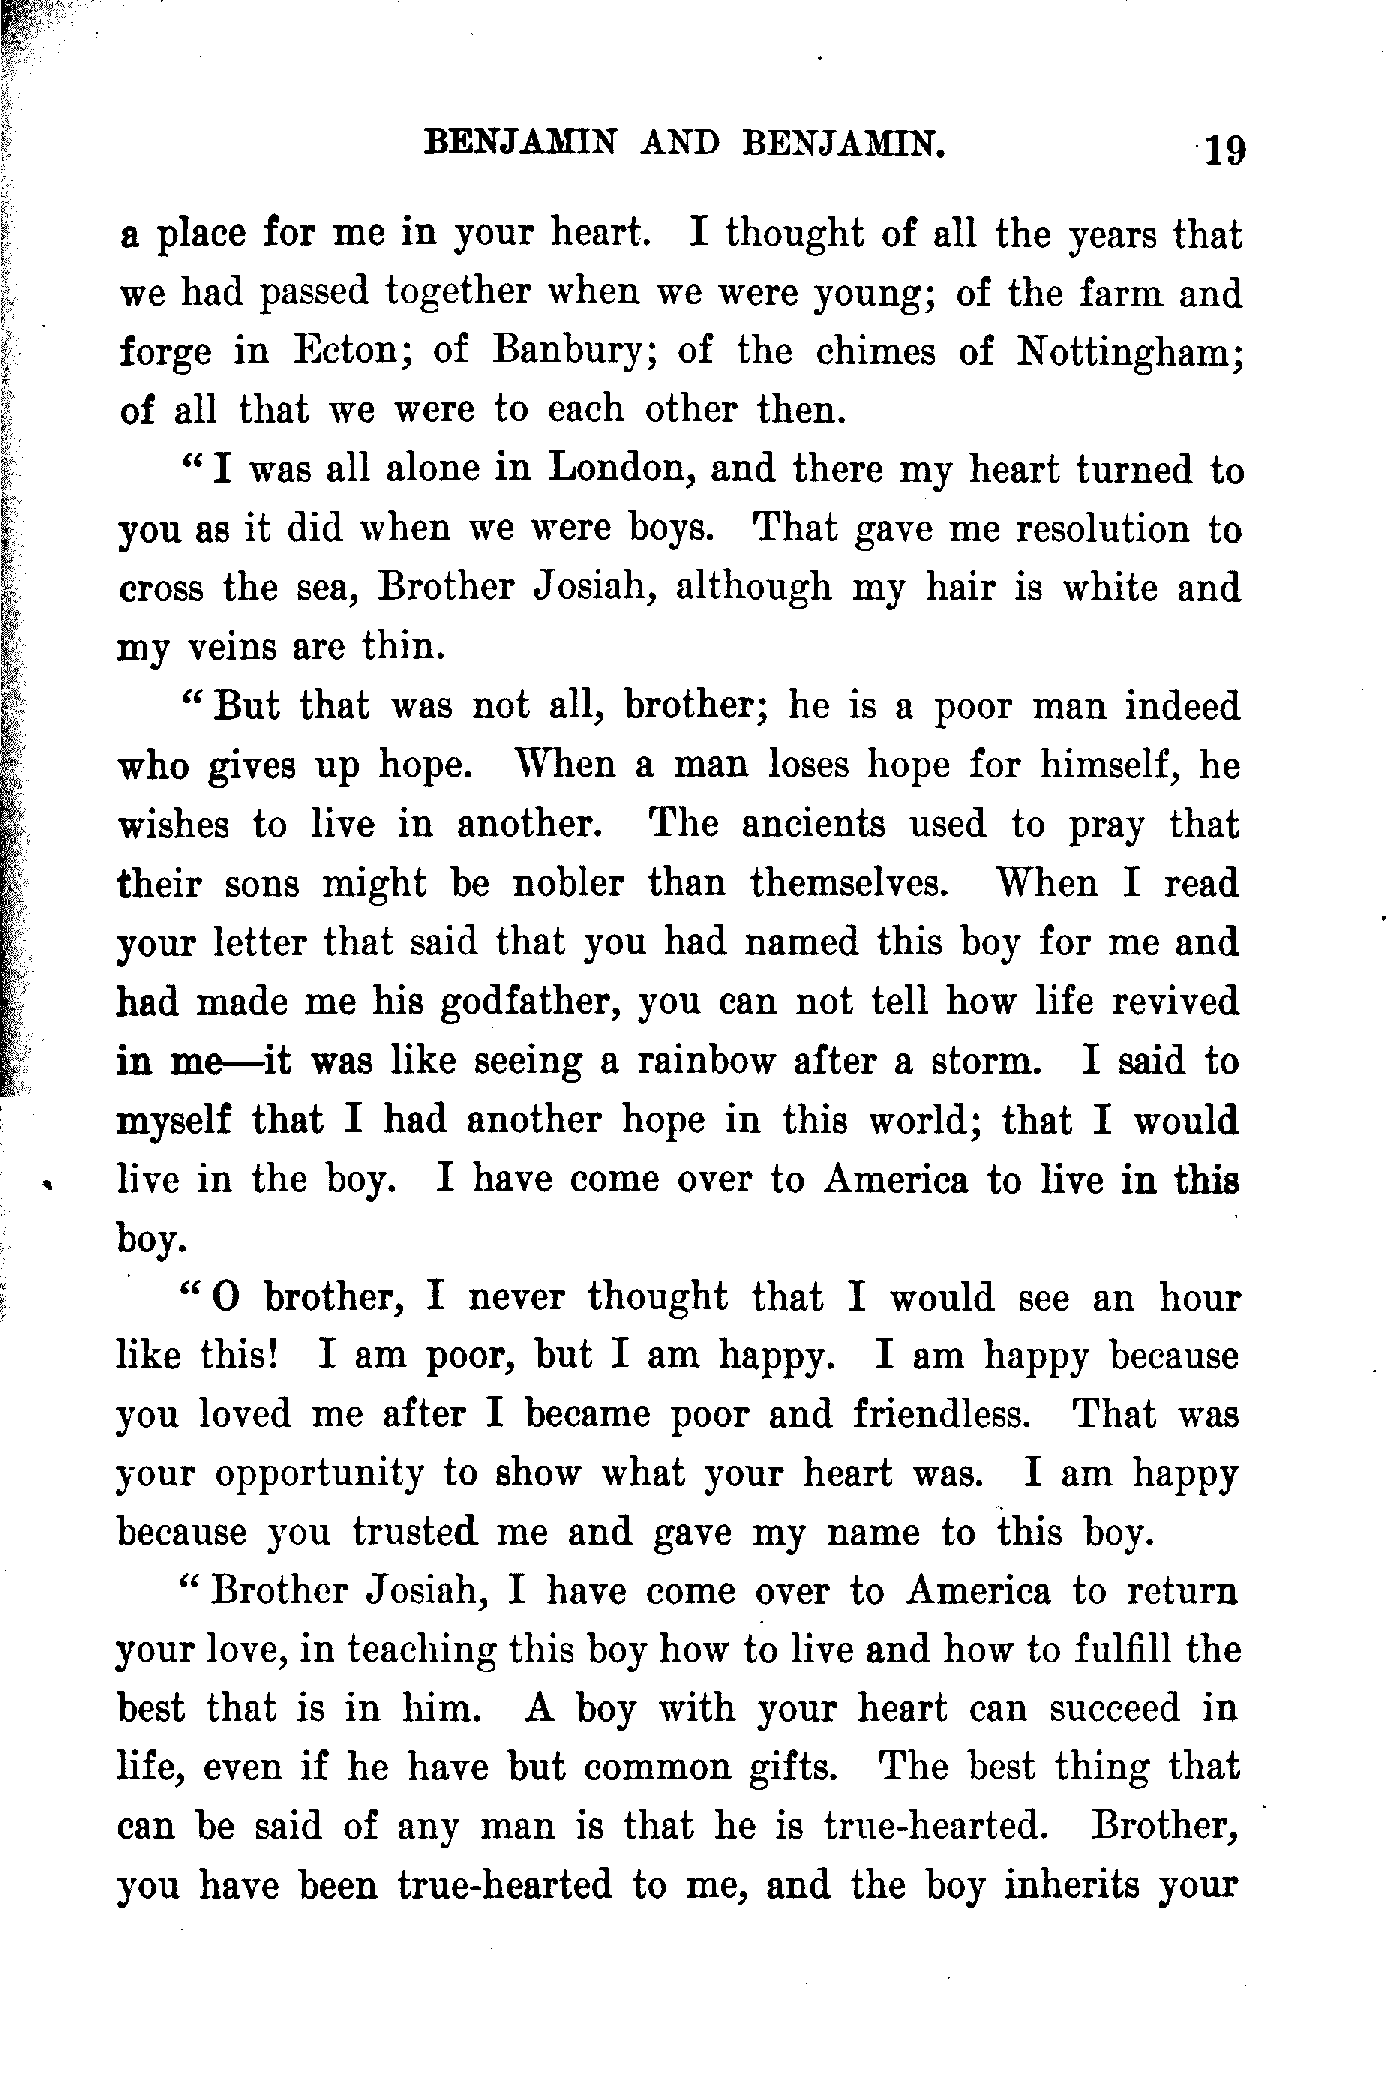 BENJAMIN AND BENJAMIN. 19
a place for me in your heart. I thought of all the years that
we had passed together when we were young; of the farm and
forge in Ecton; of Banbury; of the chimes of Nottingham;
of all that we were to each other then.
“ I was all alone in London, and there my heart turned to
you as it did when we were boys. That gave me resolution to
cross the sea, Brother Josiah, although my hair is white and
my veins are thin.
“ But that was not all, brother; he is a poor man indeed
who gives up hope. When a man loses hope for himself, he
wishes to live in another. The ancients used to pray that
their sons might be nobler than themselves. When I read
your letter that said that you had named this boy for me and
had made me his godfather, you can not tell how life revived
in me—it was like seeing a rainbow after a storm. I said to
myself that I had another hope in this world; that I would
live in the boy. I have come over to America to live in this
boy.
“ O brother, I never thought that I would see an hour
like this! I am poor, but I am happy. I am happy because
you loved me after I became poor and friendless. That was
your opportunity to show what your heart was. I am happy
because you trusted me and gave my name to this boy.
“ Brother Josiah, I have come over to America to return
your love, in teaching this boy how to live and how to fulfill the
best that is in him. A boy with your heart can succeed in
life, even if he have but common gifts. The best thing that
can be said of any man is that he is true-hearted. Brother,
you have been true-hearted to me, and the boy inherits your